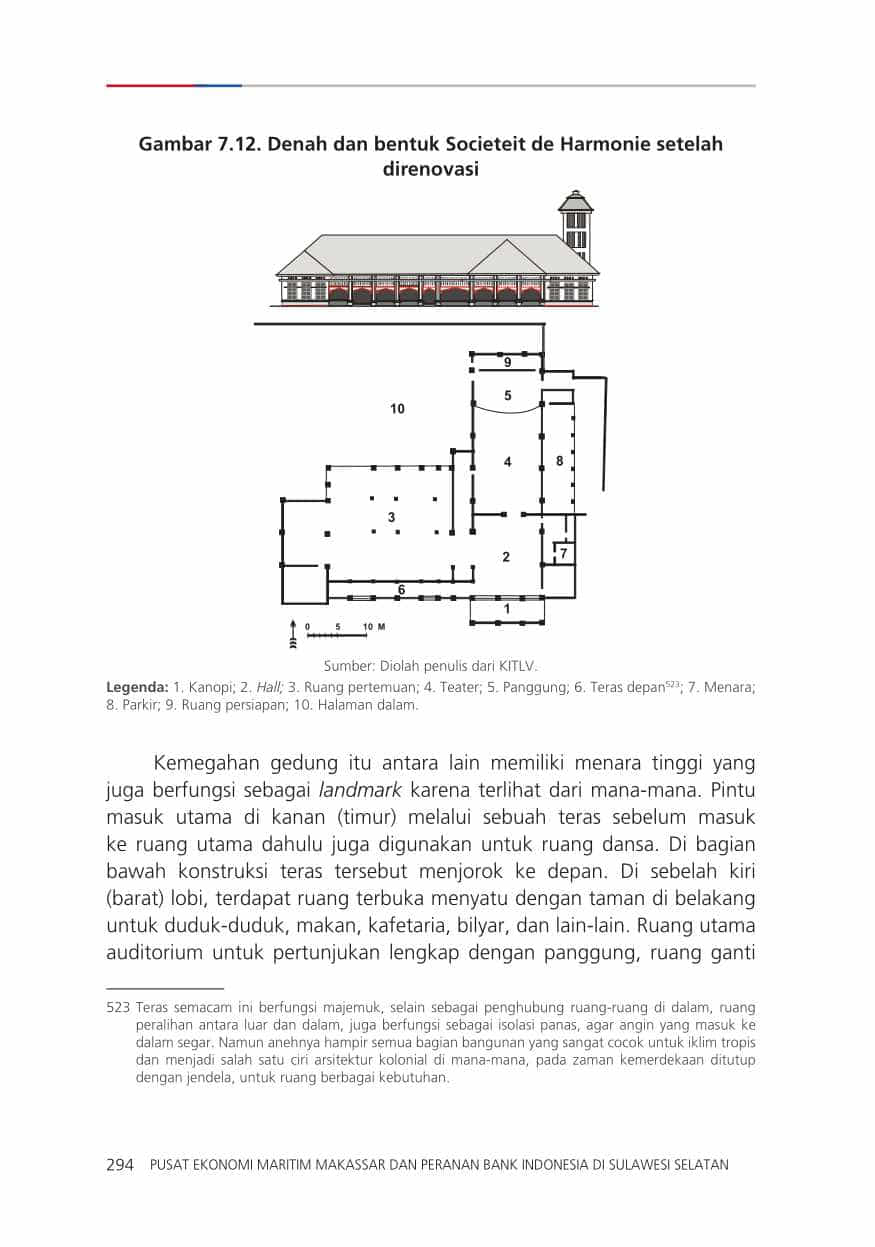 Gambar 7.12. Denah dan bentuk Societeit de Harmonie setelah
direnovasi
9
5
10
4
8
3
2
7
6
1
0 5 10 M
Sumber: Diolah penulis dari KITLV.
Legenda: 1. Kanopi; 2. Hall; 3. Ruang pertemuan; 4. Teater; 5. Panggung; 6. Teras depan523; 7. Menara;
8. Parkir; 9. Ruang persiapan; 10. Halaman dalam.
Kemegahan gedung itu antara lain memiliki menara tinggi yang
juga berfungsi sebagai landmark karena terlihat dari mana-mana. Pintu
masuk utama di kanan (timur) melalui sebuah teras sebelum masuk
ke ruang utama dahulu juga digunakan untuk ruang dansa. Di bagian
bawah konstruksi teras tersebut menjorok ke depan. Di sebelah kiri
(barat) lobi, terdapat ruang terbuka menyatu dengan taman di belakang
untuk duduk-duduk, makan, kafetaria, bilyar, dan lain-lain. Ruang utama
auditorium untuk pertunjukan lengkap dengan panggung, ruang ganti
523 Teras semacam ini berfungsi majemuk, selain sebagai penghubung ruang-ruang di dalam, ruang
peralihan antara luar dan dalam, juga berfungsi sebagai isolasi panas, agar angin yang masuk ke
dalam segar. Namun anehnya hampir semua bagian bangunan yang sangat cocok untuk iklim tropis
dan menjadi salah satu ciri arsitektur kolonial di mana-mana, pada zaman kemerdekaan ditutup
dengan jendela, untuk ruang berbagai kebutuhan.
294 PUSAT EKONOMI MARITIM MAKASSAR DAN PERANAN BANK INDONESIA DI SULAWESI SELATAN